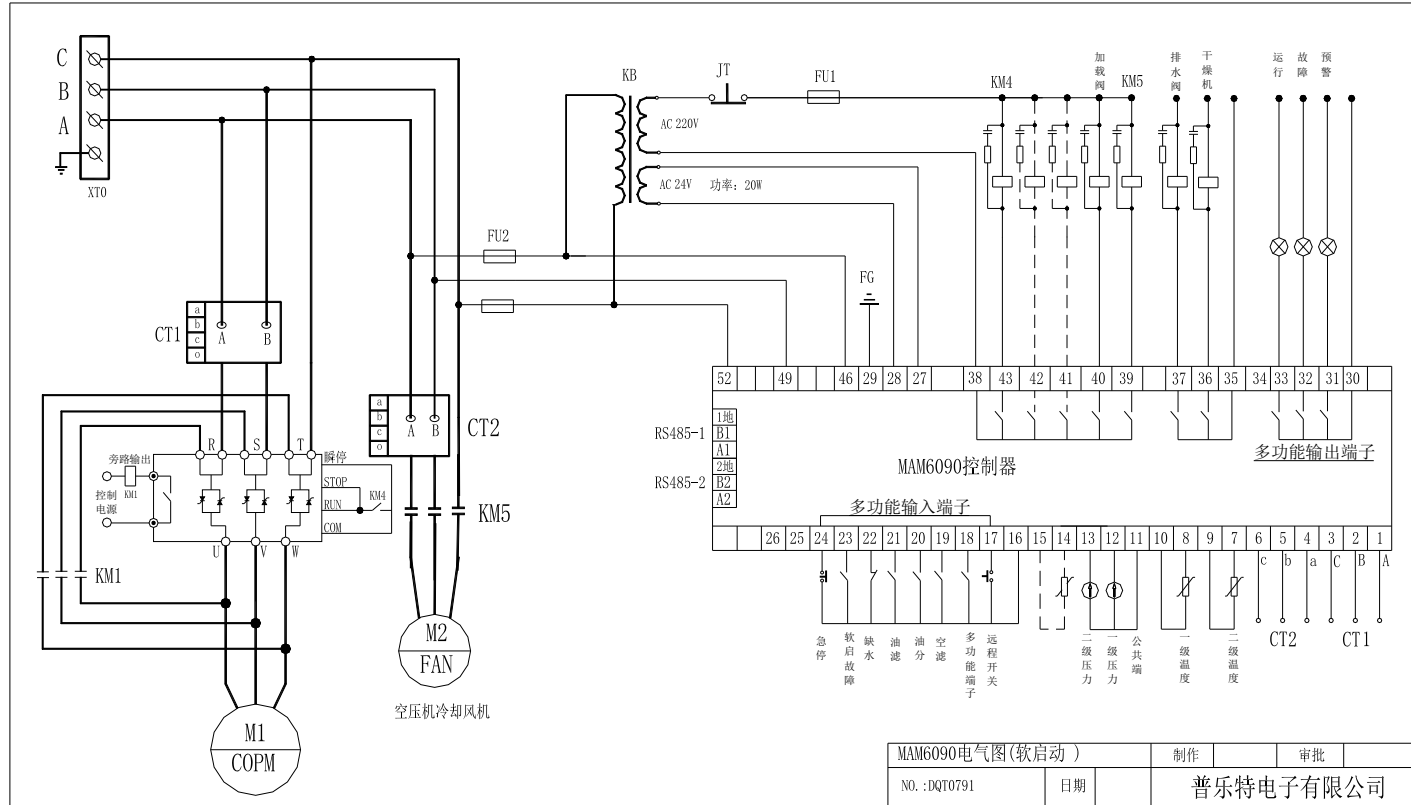 C
B
A
XT0
KB
JT
FU1
KM4
加载阀
KM5
排水阀
干燥机
运行
故障
预警
AC 220V
AC 24V 功率: 20W
FU2
FG
CT1
a
b
c
o
A B
CT2
a
b
c
o
A B
52 49 46 29 28 27 38 43 42 41 40 39 37 36 35 34 33 32 31 30
RS485-1
1地
B1
A1
RS485-2
2地
B2
A2
MAM6090控制器
多功能输出端子
多功能输入端子
26 25 24 23 22 21 20 19 18 17 16 15 14 13 12 11 10 8 9 7 6 5 4 3 2 1
c b a C B A
CT2 CT1
急停
软启故障
缺水
油滤
油分
空滤
多功能端子
远程开关
二级压力
一级压力
公共端
一级温度
二级温度
R S T
旁路输出
KM1
控制电源
瞬停
STOP
RUN
COM
KM4
U V W
KM1
KM5
M2
FAN
空压机冷却风机
M1
COPM
MAM6090电气图(软启动 )
制作
审批
NO.:DQT0791
日期
普乐特电子有限公司